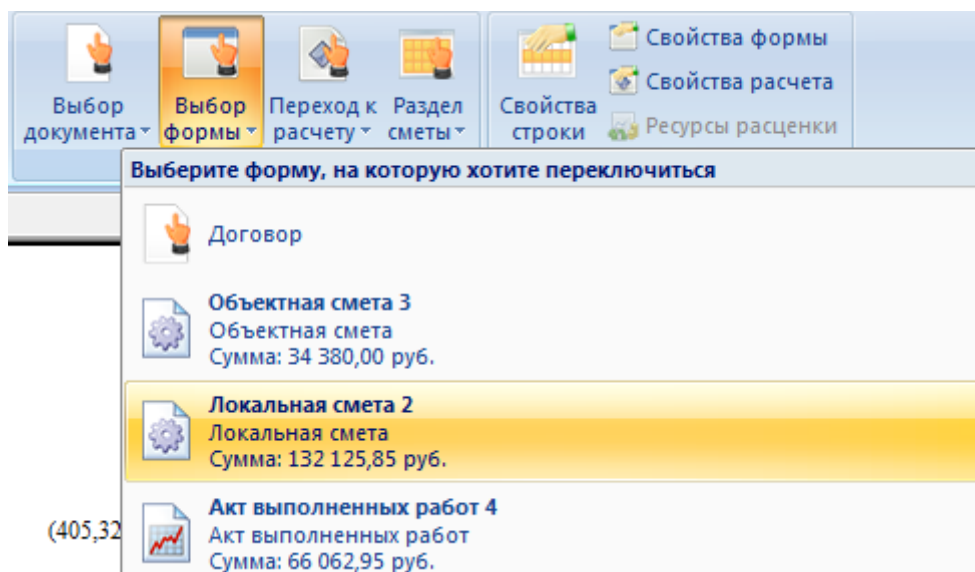 Выбор документа
Выбор формы
Переход к расчету
Раздел сметы
Свойства строки
Свойства формы
Свойства расчета
Ресурсы расценки
Выберите форму, на которую хотите переключиться
Договор
Объектная смета 3
Объектная смета
Сумма: 34 380,00 руб.
Локальная смета 2
Локальная смета
Сумма: 132 125,85 руб.
(405,32
Акт выполненных работ 4
Акт выполненных работ
Сумма: 66 062,95 руб.